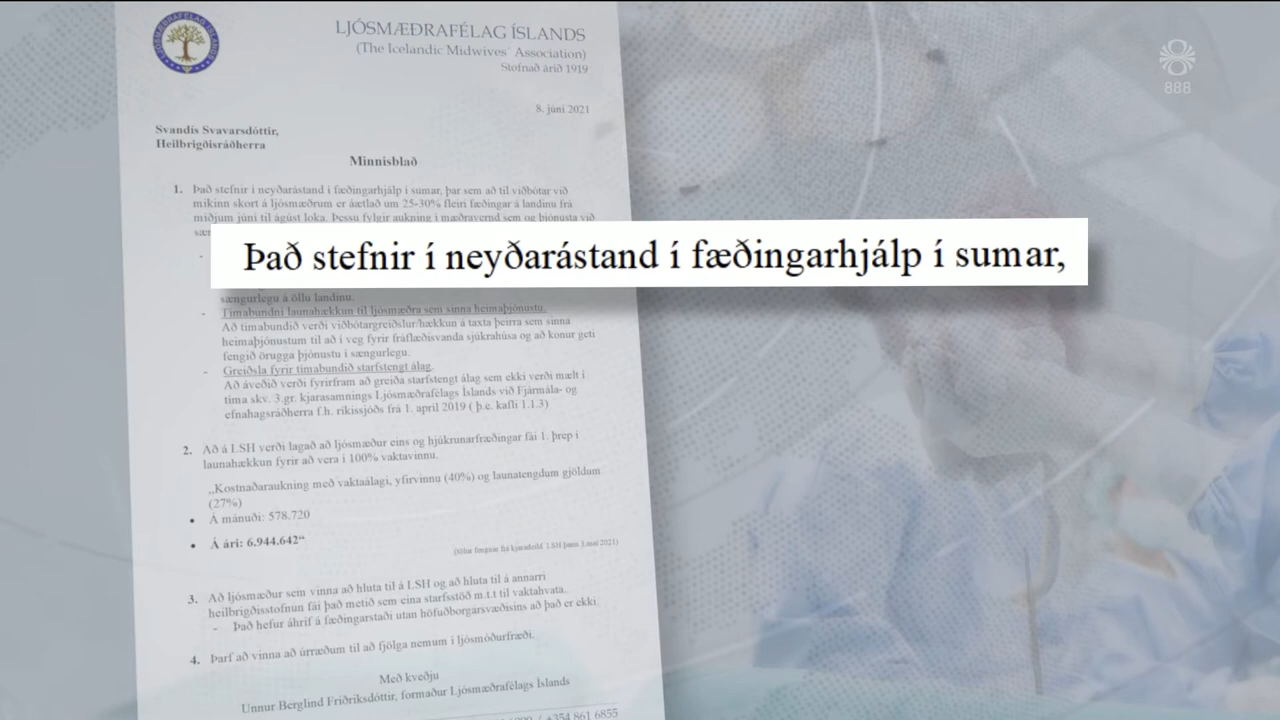 LJÓSMÆÐRAFÉLAG ÍSLANDS
(The Icelandic Midwives´ Association)
Stofnað árið 1919
888
8. júní 2021
Svandís Svavarsdóttir,
Heilbrigðisráðherra
Minnisblað
1. Það stefnir í neyðarástand í fæðingarhjálp í sumar, þar sem að til viðbótar við
mikinn skort á ljósmæðrum er áætlað um 25-30% fleiri fæðingar á landinu frá
miðjum júní til ágúst loka. Þessu fylgir aukning í mæðravernd sem og þjónusta við
Það stefnir í neyðarástand í fæðingarhjálp í sumar,
sængurlegu á öllu landinu.
- Tímabundni launahækkun til ljósmæðra sem sinna heimaþjónustu.
Að tímabundið verði viðbótargreiðslur/hækkun á taxta þeirra sem sinna
heimaþjónustum til að í veg fyrir fráflæðisvanda sjúkrahúsa og að konur geti
fengið örugga þjónustu í sængurlegu.
- Greiðsla fyrir tímabundið starfstengt álag.
Að áveðið verði fyrirfram að greiða starfstengt álag sem ekki verði mælt í
tíma skv. 3.gr. kjarasamnings Ljósmæðrafélags Íslands við Fjármála- og
efnahagsráðherra f.h. ríkissjóðs frá 1. apríl 2019 ( þ.e. kafli 1.1.3)
2. Að á LSH verði lagað að ljósmæður eins og hjúkrunarfræðingar fái 1. þrep í
launahækkun fyrir að vera í 100% vaktavinnu.
„Kostnaðaraukning með vaktaálagi, yfirvinnu (40%) og launatengdum gjöldum
(27%)
• Á mánuði: 578.720
• Á ári: 6.944.642“
3. Að ljósmæður sem vinna að hluta til á LSH og að hluta til á annarri
heilbrigðisstofnun fái það metið sem eina starfsstöð m.t.t til vaktahvata.
- Það hefur áhrif á fæðingarstaði utan höfuðborgarsvæðisins að það er ekki.
4. Þarf að vinna að úrræðum til að fjölga nemum í ljósmóðurfræði.
Með kveðju
Unnur Berglind Friðriksdóttir, formaður Ljósmæðrafélags Íslands
/ +354 861 6855